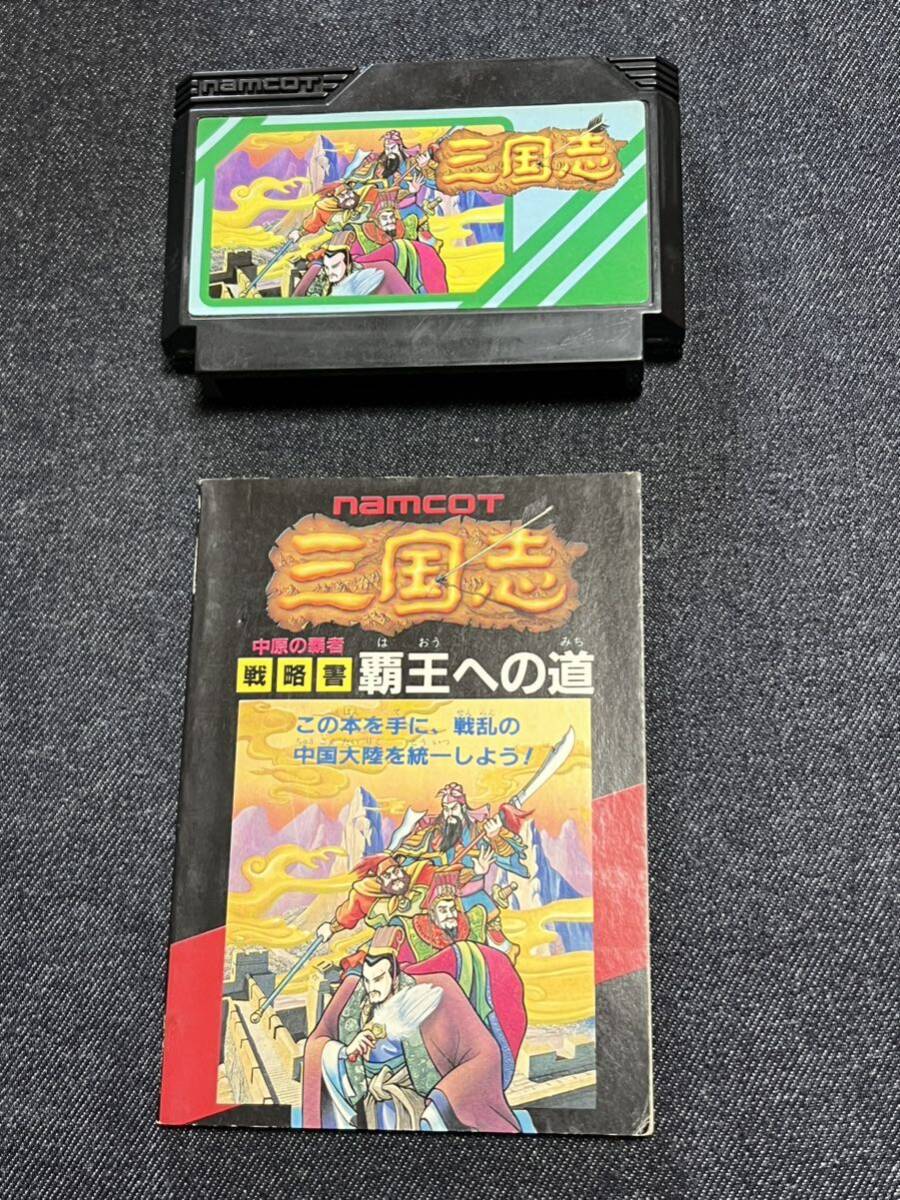 namcoT
三国志
namcoT
三国志
中原の覇者
は おう みち
戦略書 覇王への道
この本を手に、戦乱の
中国大陸を統一しよう!